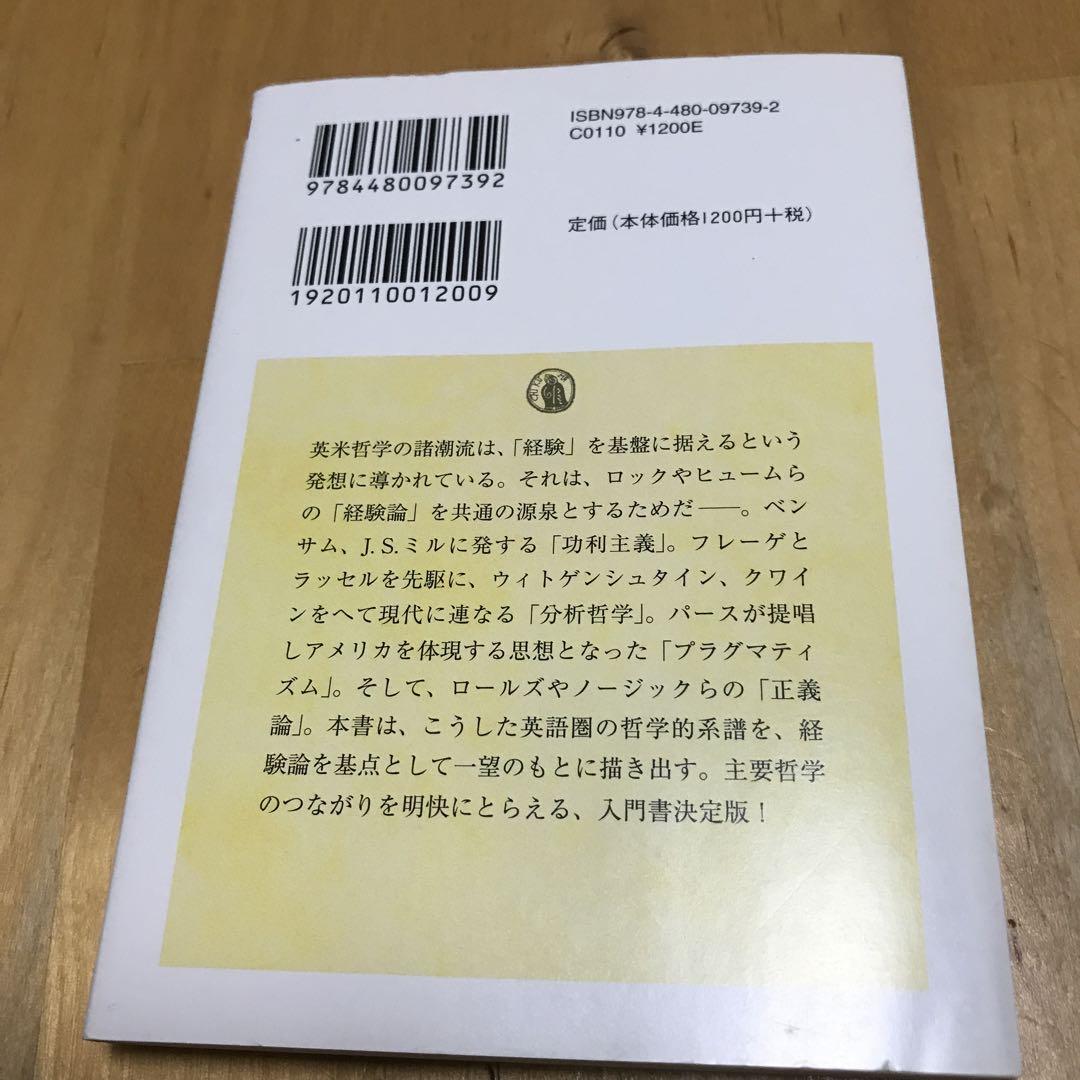 ISBN978-4-480-09739-2
C0110 ¥1200E
9784480097392
定価(本体価格1200円+税)
1920110012009
英米哲学の諸潮流は、「経験」を基盤に据えるという
発想に導かれている。それは、ロックやヒュームら
の「経験論」を共通の源泉とするためだ――。ベン
サム、J.S.ミルに発する「功利主義」。フレーゲと
ラッセルを先駆に、ウィトゲンシュタイン、クワイ
ンをへて現代に連なる「分析哲学」。パースが提唱
しアメリカを体現する思想となった「プラグマティ
ズム」。そして、ロールズやノージックらの「正義
論」。本書は、こうした英語圏の哲学的系譜を、経
験論を基点として一望のもとに描き出す。主要哲学
のつながりを明快にとらえる、入門書決定版!